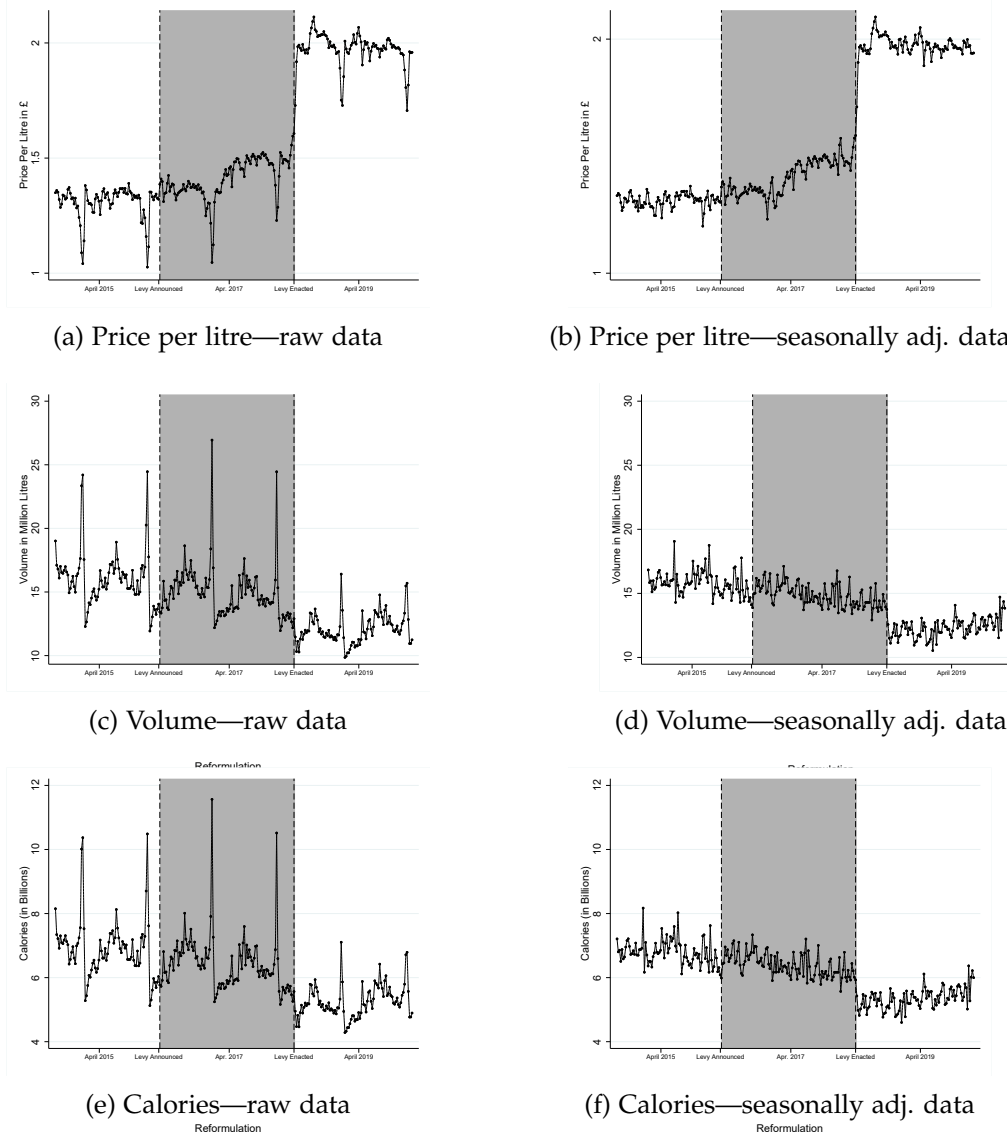 2
1.5
1
Price Per Litre in £
April 2015
Levy Announced
Apr. 2017
Levy Enacted
April 2019
(a) Price per litre—raw data
2
1
Price Per Litre in £
April 2015
Levy Announced
Apr. 2017
Levy Enacted
April 2019
(b) Price per litre—seasonally adj. data
30
25
20
15
10
Volume in Million Litres
April 2015
Levy Announced
Apr. 2017
Levy Enacted
April 2019
(c) Volume—raw data
30
25
20
15
10
Volume in Million Litres
April 2015
Levy Announced
Apr. 2017
Levy Enacted
April 2019
(d) Volume—seasonally adj. data
Reformulation
12
10
8
6
4
Calories (in Billions)
April 2015
Levy Announced
Apr. 2017
Levy Enacted
April 2019
(e) Calories—raw data
Reformulation
Reformulation
12
10
8
6
4
Calories (in Billions)
April 2015
Levy Announced
Apr. 2017
Levy Enacted
April 2019
(f) Calories—seasonally adj. data
Reformulation